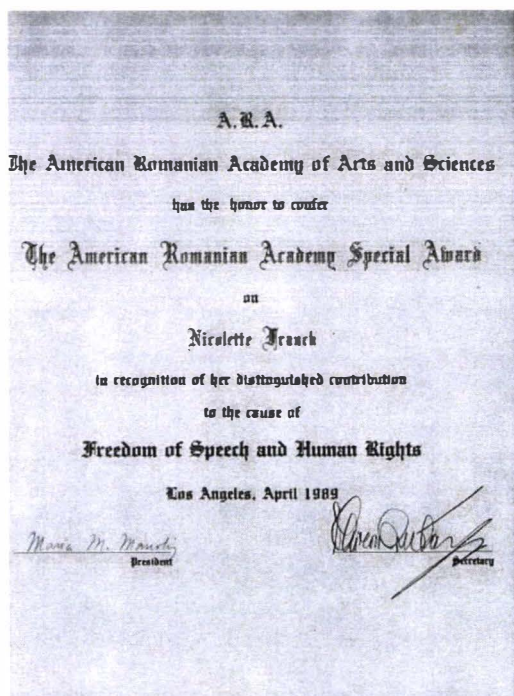 A.R.A.
The American Romanian Academy of Arts and Sciences
has the honor to confer
The American Romanian Academy Special Award
on
Nicolette Franck
in recognition of her distinguished contribution
to the cause of
Freedom of Speech and Human Rights
Los Angeles, April 1989
Maria M.
President
Secretary